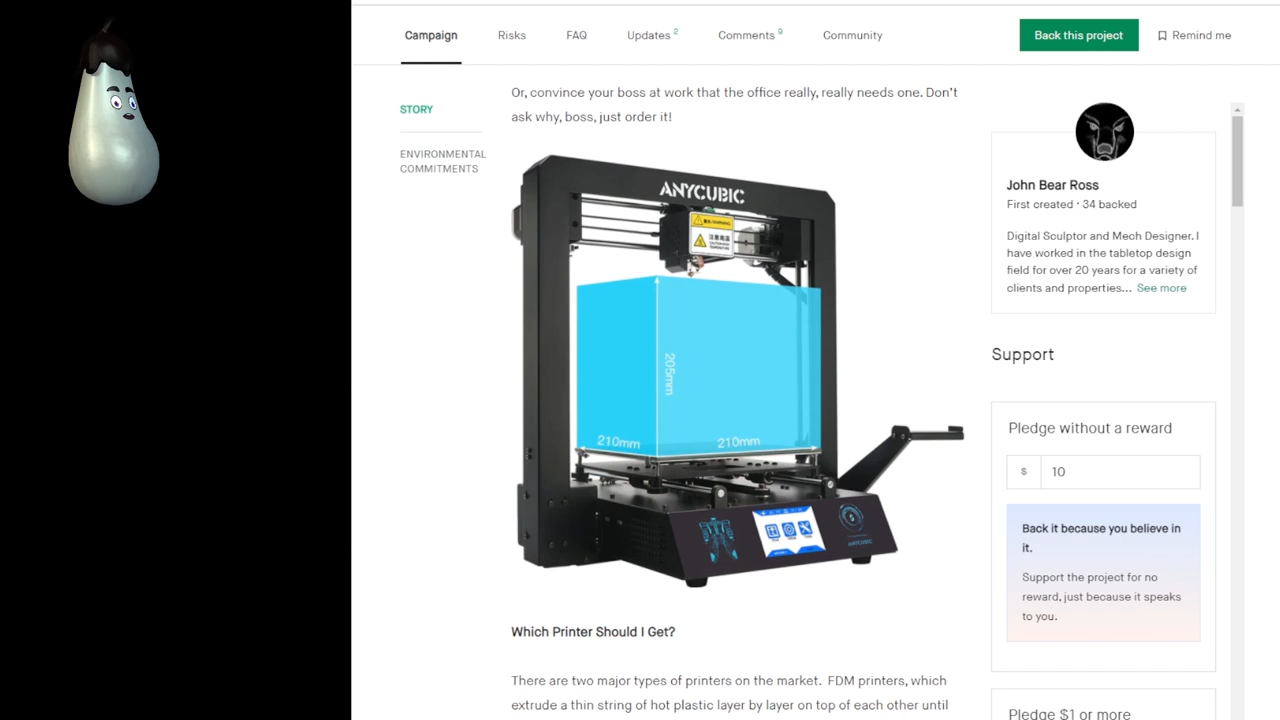 Campaign
Risks
FAQ
Updates 2
Comments 9
Community
Back this project
Remind me
STORY
ENVIRONMENTAL
COMMITMENTS
Or, convince your boss at work that the office really, really needs one. Don't
ask why, boss, just order it!
ANYCUBIC
205mm
210mm
210mm
ANYCUBIC
Which Printer Should I Get?
There are two major types of printers on the market. FDM printers, which
extrude a thin string of hot plastic layer by layer on top of each other until
John Bear Ross
First created · 34 backed
Digital Sculptor and Mech Designer. I
have worked in the tabletop design
field for over 20 years for a variety of
clients and properties... See more
Support
Pledge without a reward
$ 10
Back it because you believe in
it.
Support the project for no
reward, just because it speaks
to you.
Pledge $1 or more